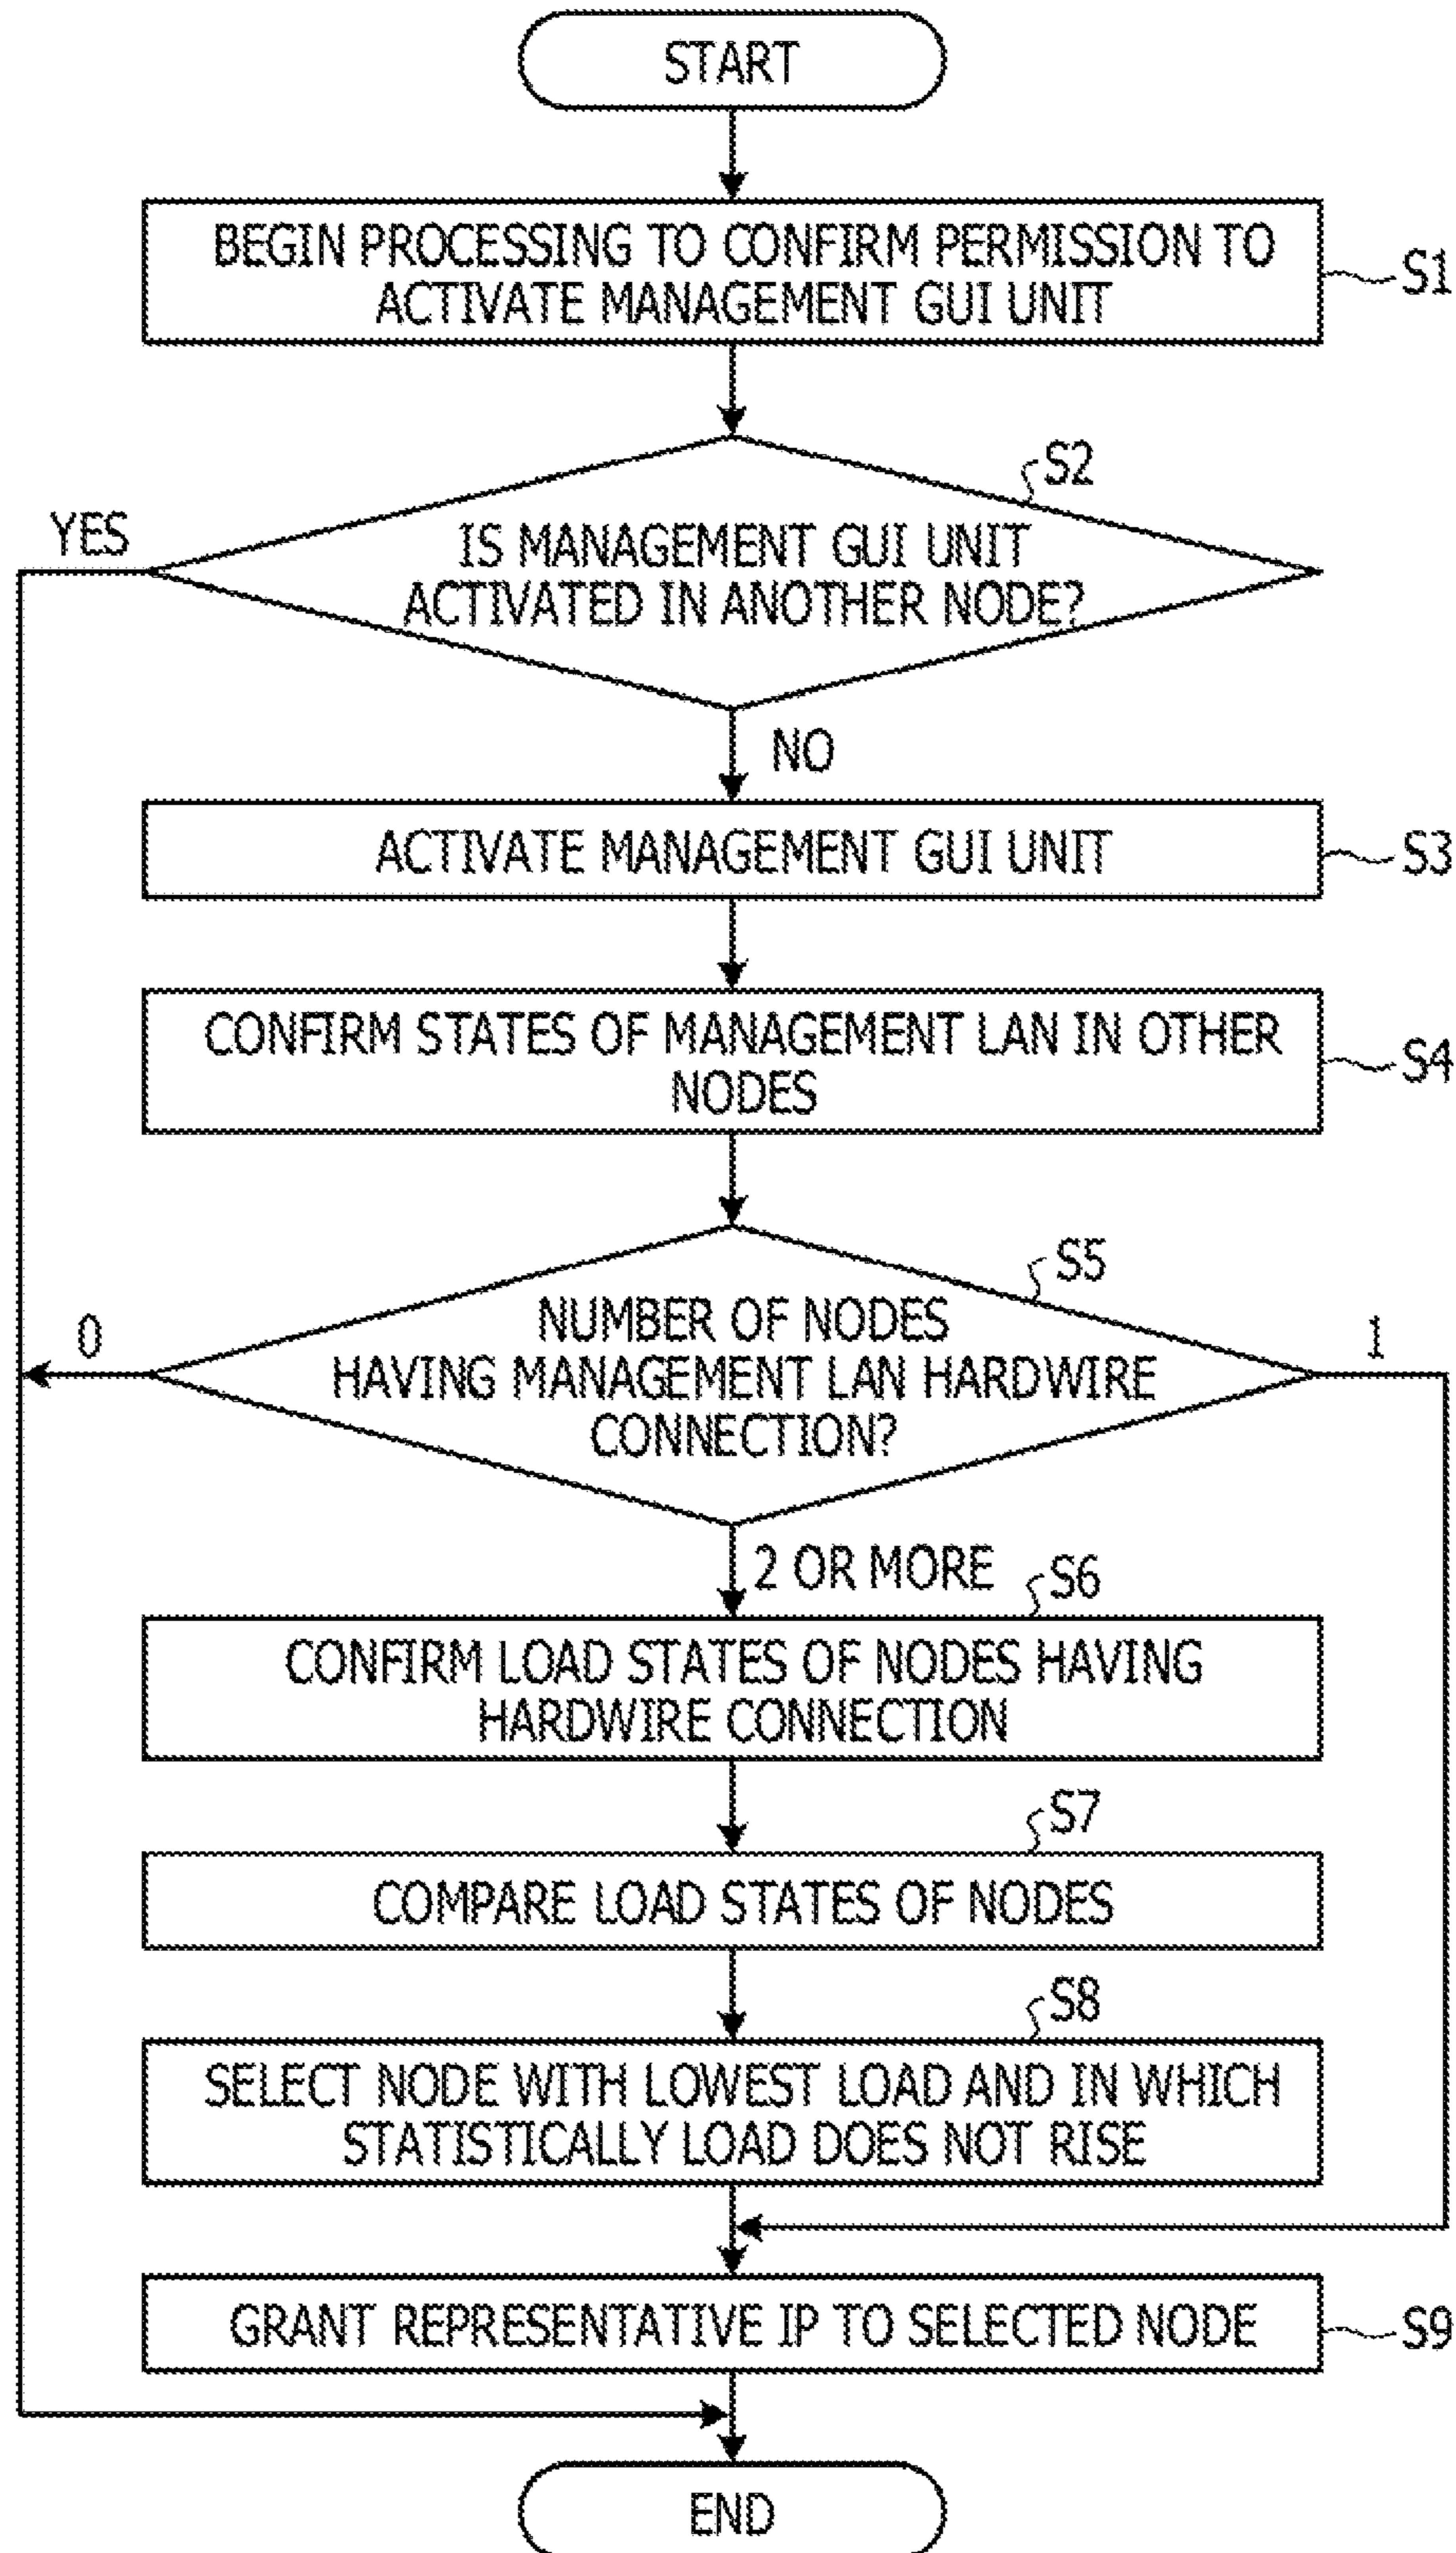 START
BEGIN PROCESSING TO CONFIRM PERMISSION TO
ACTIVATE MANAGEMENT GUI UNIT
S1
S2
YES
IS MANAGEMENT GUI UNIT
ACTIVATED IN ANOTHER NODE?
NO
ACTIVATE MANAGEMENT GUI UNIT
S3
CONFIRM STATES OF MANAGEMENT LAN IN OTHER
NODES
S4
S5
0
NUMBER OF NODES
HAVING MANAGEMENT LAN HARDWIRE
CONNECTION?
1
2 OR MORE
S6
CONFIRM LOAD STATES OF NODES HAVING
HARDWIRE CONNECTION
S7
COMPARE LOAD STATES OF NODES
S8
SELECT NODE WITH LOWEST LOAD AND IN WHICH
STATISTICALLY LOAD DOES NOT RISE
GRANT REPRESENTATIVE IP TO SELECTED NODE
S9
END